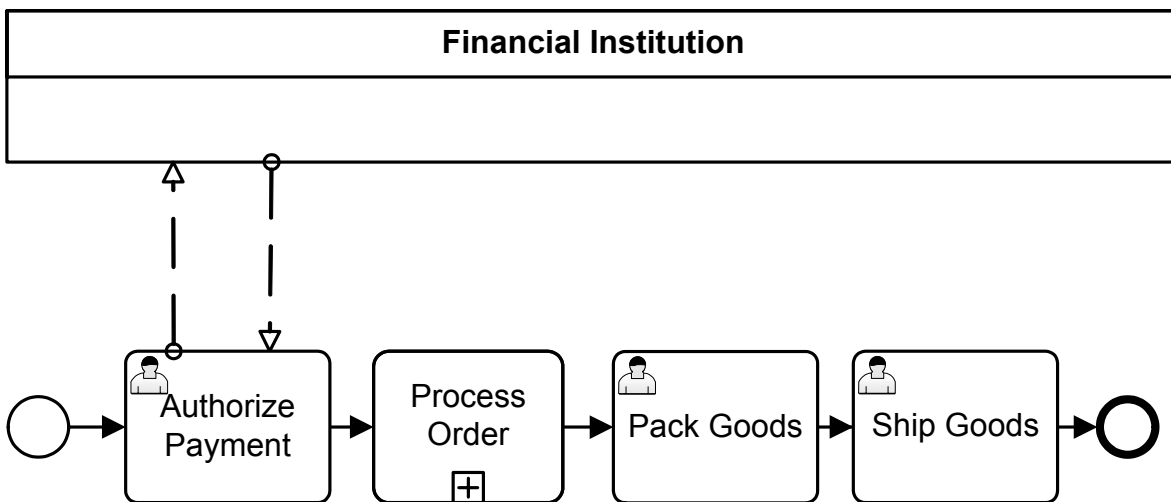 Financial Institution
Authorize
Payment
Process
Order
Pack Goods
Ship Goods